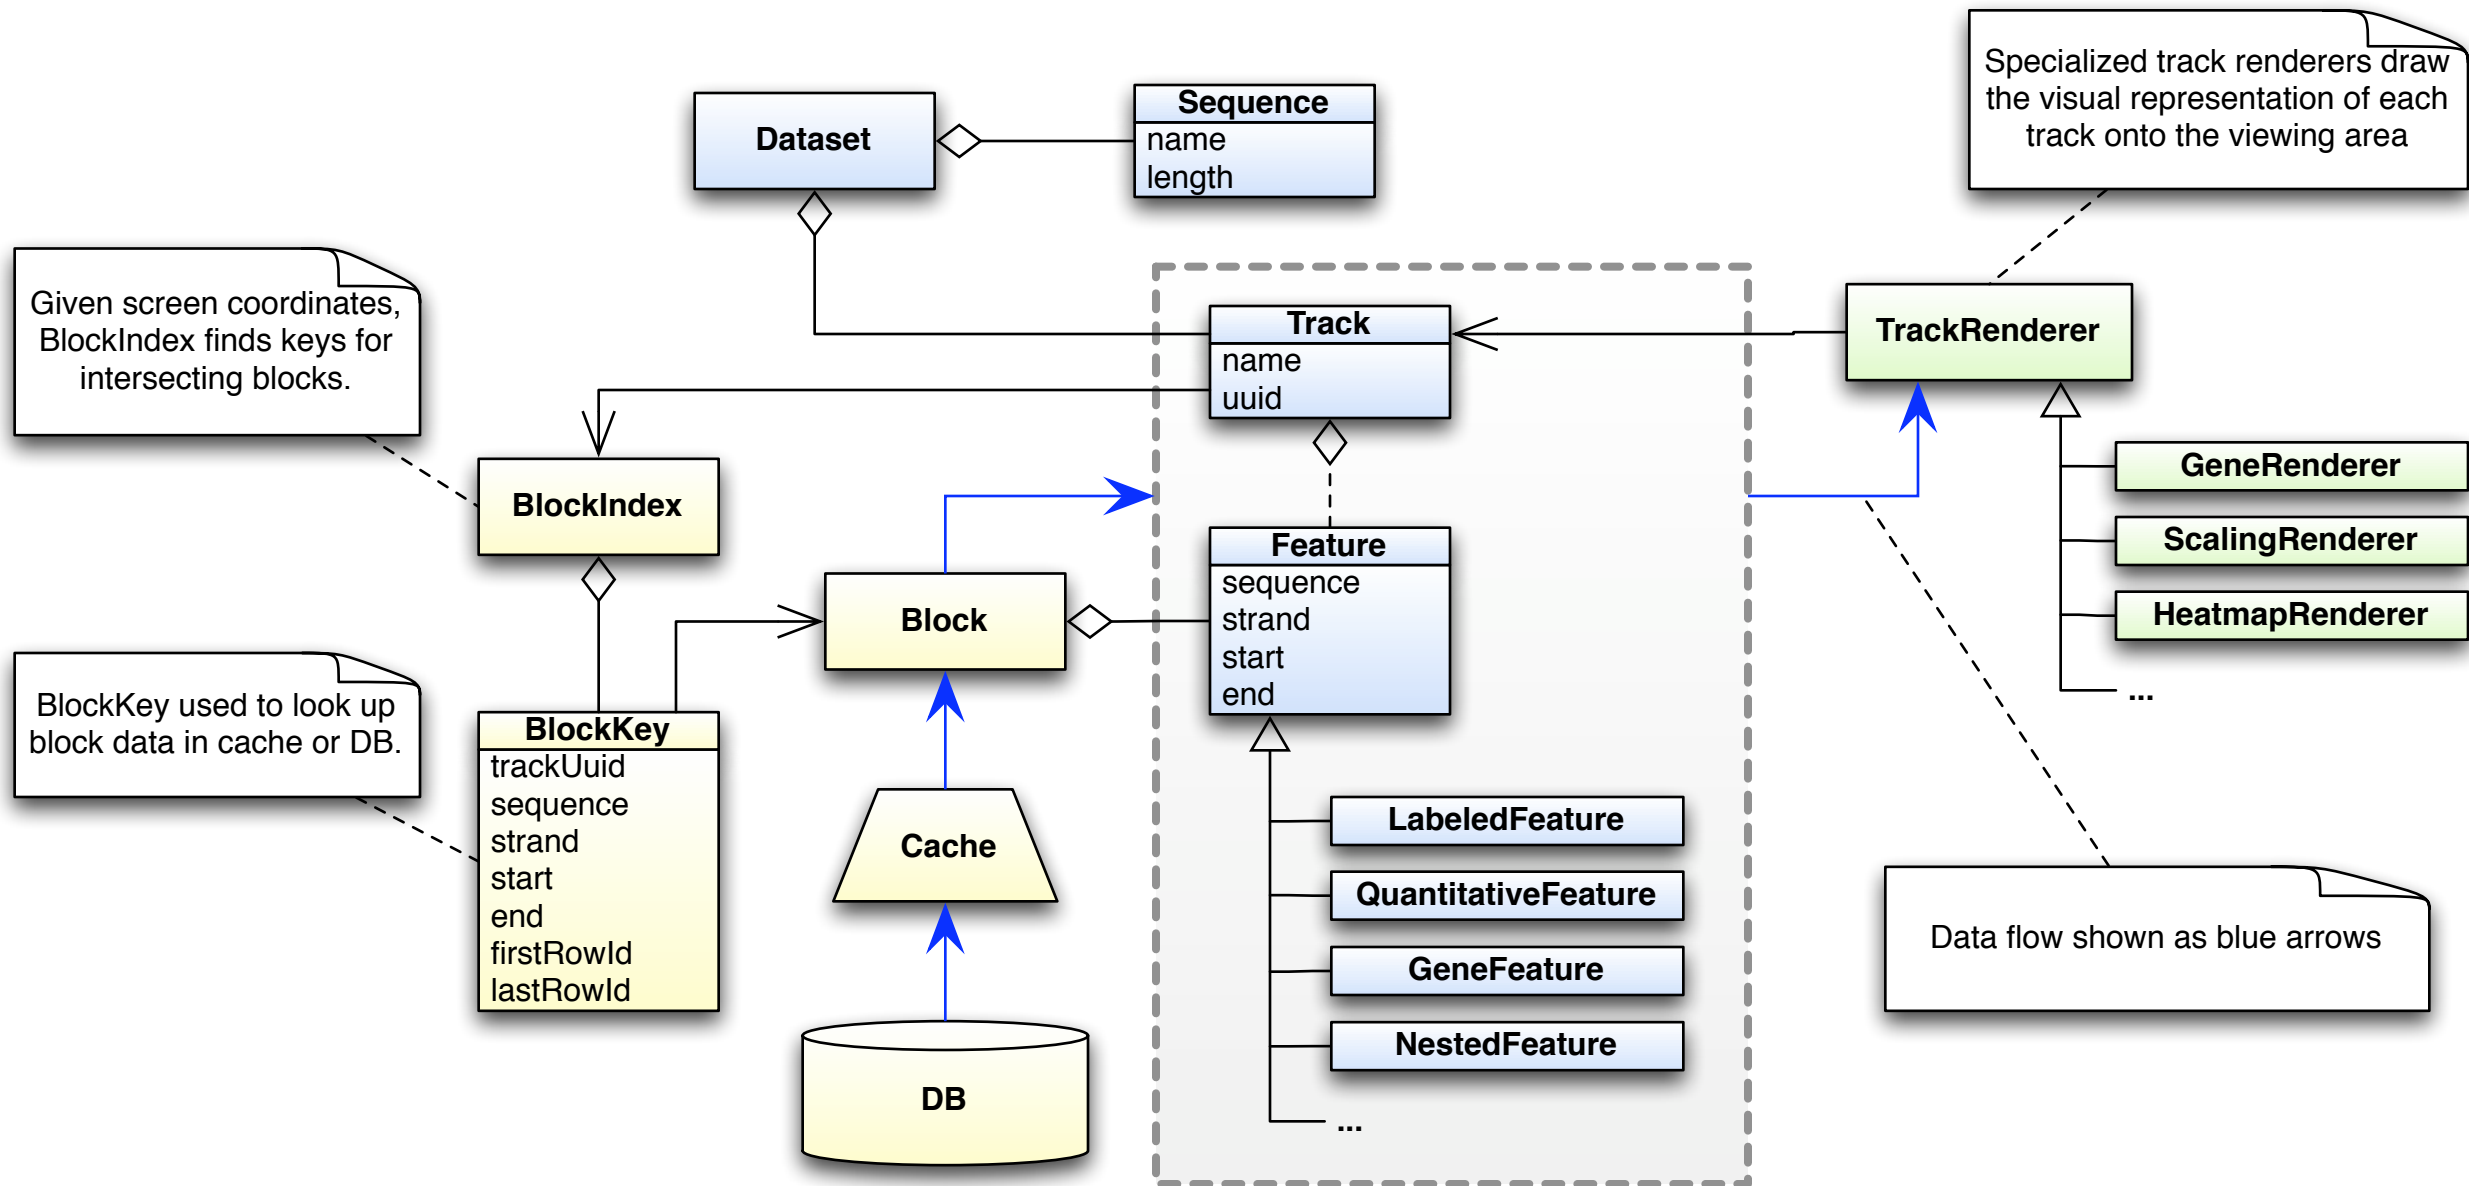 Specialized track renderers draw
the visual representation of each
track onto the viewing area
Dataset
Sequence
name
length
Given screen coordinates,
BlockIndex finds keys for
intersecting blocks.
Track
name
uuid
TrackRenderer
GeneRenderer
ScalingRenderer
HeatmapRenderer
...
BlockIndex
Block
Feature
sequence
strand
start
end
BlockKey used to look up
block data in cache or DB.
BlockKey
trackUuid
sequence
strand
start
end
firstRowId
lastRowId
Cache
DB
LabeledFeature
QuantitativeFeature
GeneFeature
NestedFeature
...
Data flow shown as blue arrows